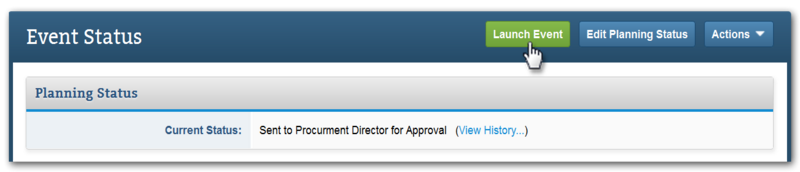 Event Status
Launch Event
Edit Planning Status
Actions
Planning Status
Current Status: Sent to Procurment Director for Approval (View History...)